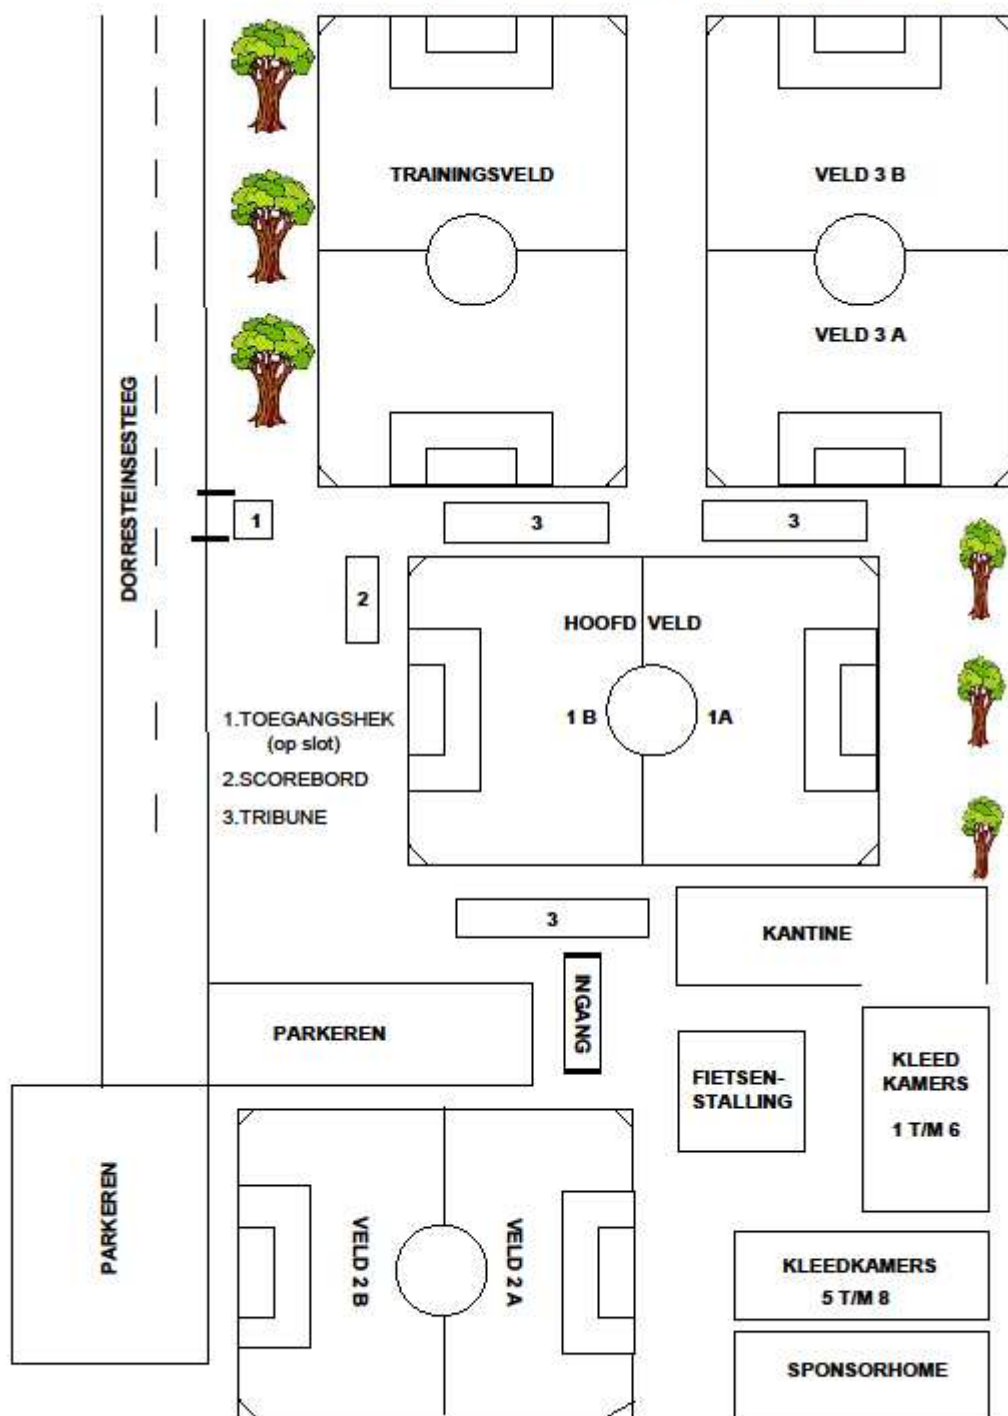 TRAININGSVELD
VELD 3 B
VELD 3 A
DORRESTEINSESTEEG
1
3
3
2
HOOFD VELD
1 B
1A
1.TOEGANGSHEK
(op slot)
2.SCOREBORD
3.TRIBUNE
3
KANTINE
INGANG
PARKEREN
FIETSEN-
STALLING
KLEED
KAMERS
1 T/M 6
PARKEREN
VELD 2 B
VELD 2 A
KLEEDKAMERS
5 T/M 8
SPONSORHOME